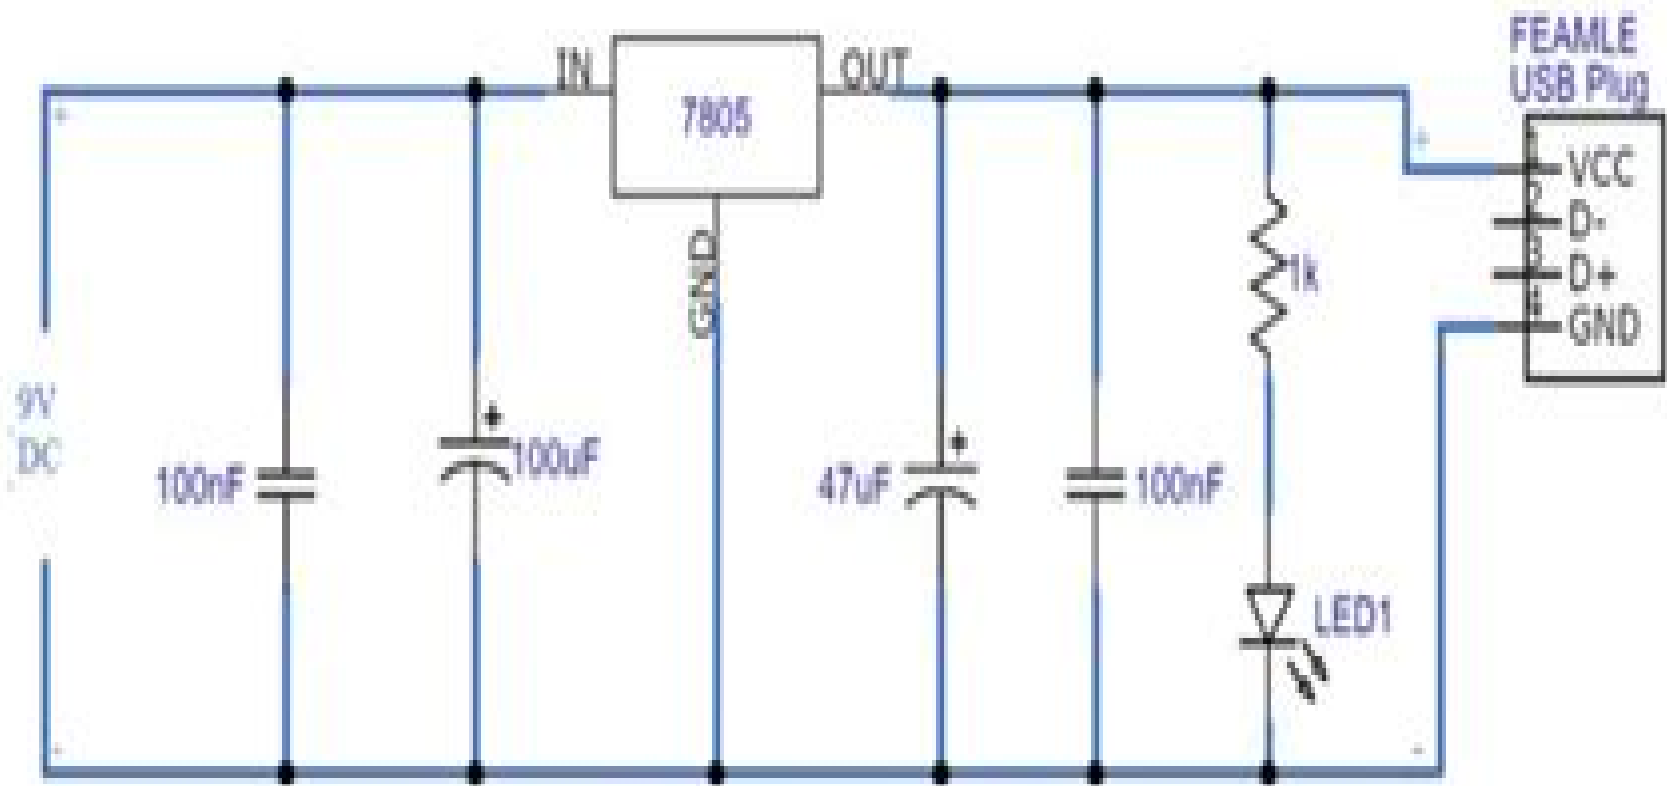 FEAMLE
USB Plug
IN
7805
OUT
GND
VCC
D-
D+
GND
1k
9V
DC
100nF
+
100uF
+
47uF
100nF
LED1